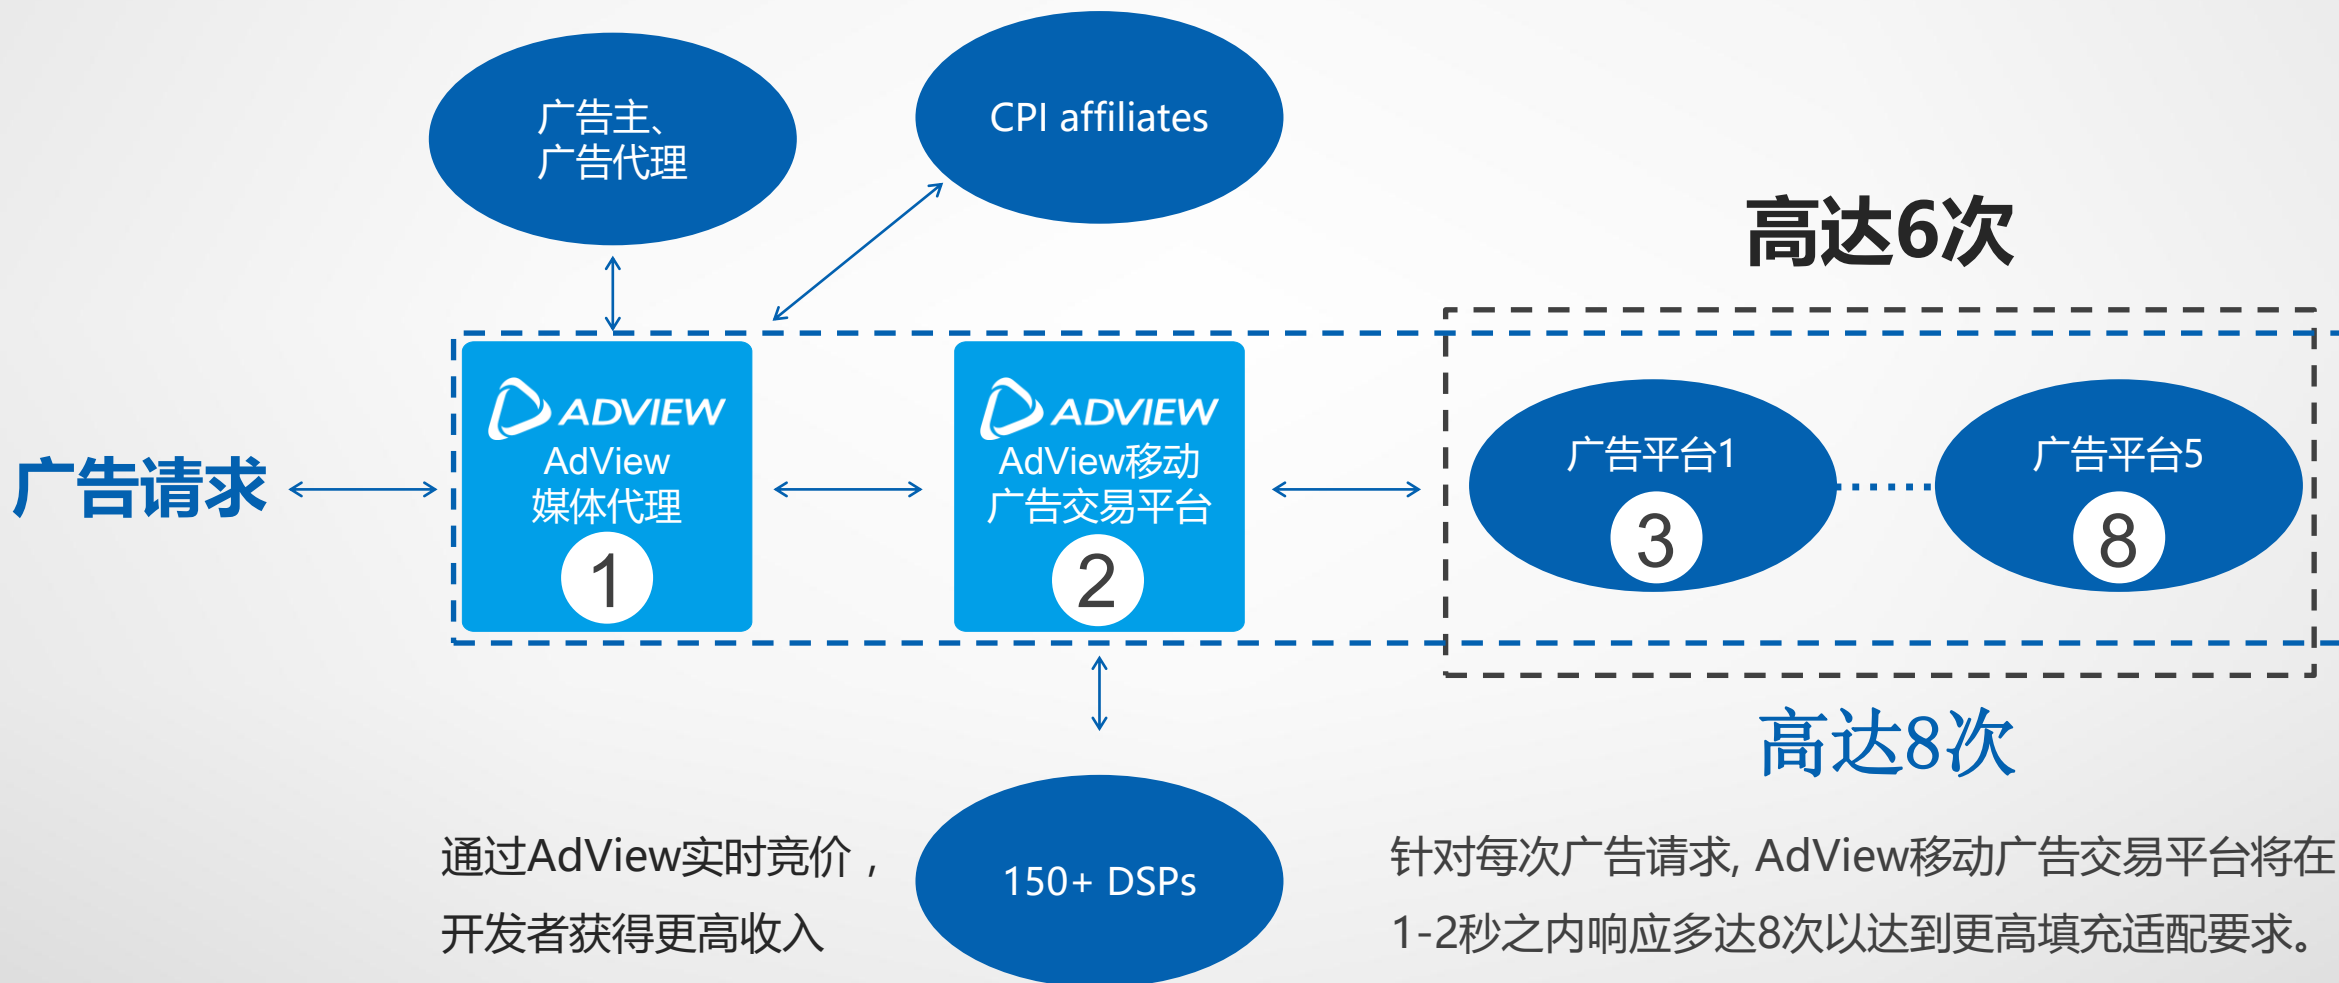 广告主、
广告代理
CPI affiliates
高达6次
广告请求
ADVIEW
AdView
媒体代理
1
ADVIEW
AdView移动
广告交易平台
2
广告平台1
3
广告平台5
8
高达8次
通过AdView实时竞价，
开发者获得更高收入
150+ DSPs
针对每次广告请求, AdView移动广告交易平台将在
1-2秒之内响应多达8次以达到更高填充适配要求。